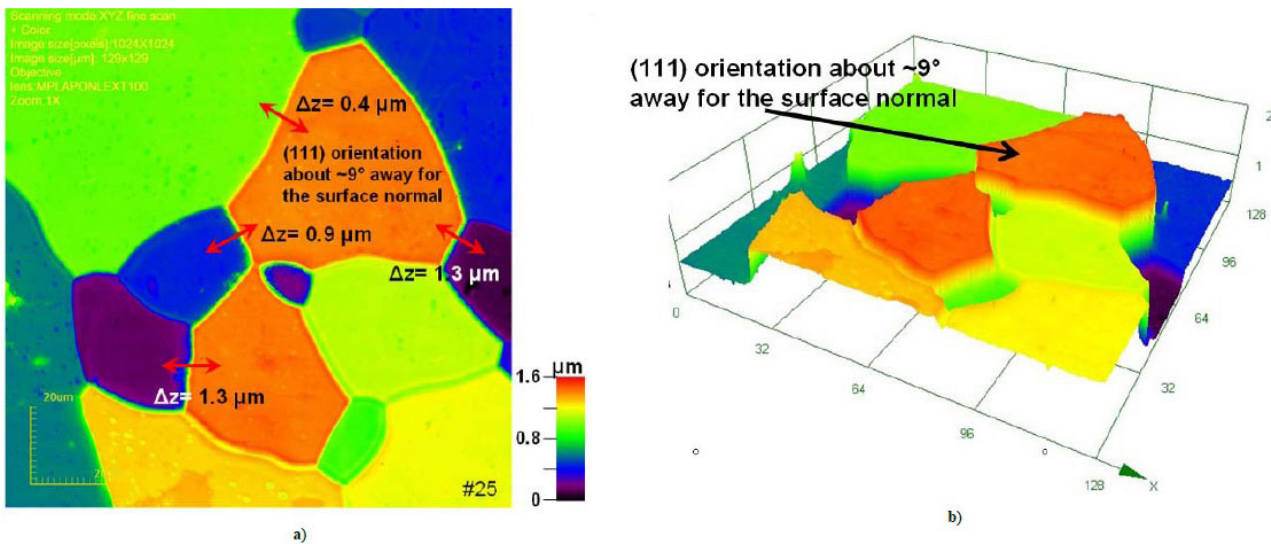 Scanning mode:XYZ fine scan
+ Color
Image size[pixels]:1024X1024
Image size[µm]: 129x129
Objective
lens:MPLAPONLEXT100
Zoom:1X
Δz= 0.4 µm
(111) orientation
about ~9° away for
the surface normal
Δz= 0.9 µm
Δz= 1.3 µm
Δz= 1.3 µm
20um
#25
µm
1.6
0.8
0
a)
(111) orientation about ~9°
away for the surface normal
2
1
128
96
64
32
0
32
64
96
128
X
b)